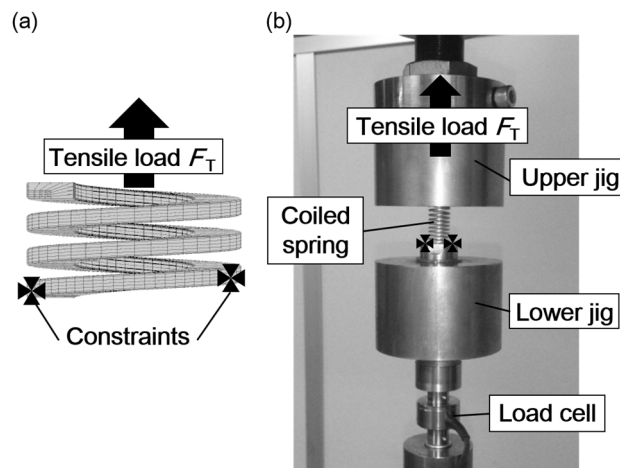 (a)
Tensile load FT
Constraints
(b)
Tensile load FT
Upper jig
Coiled
spring
Lower jig
Load cell